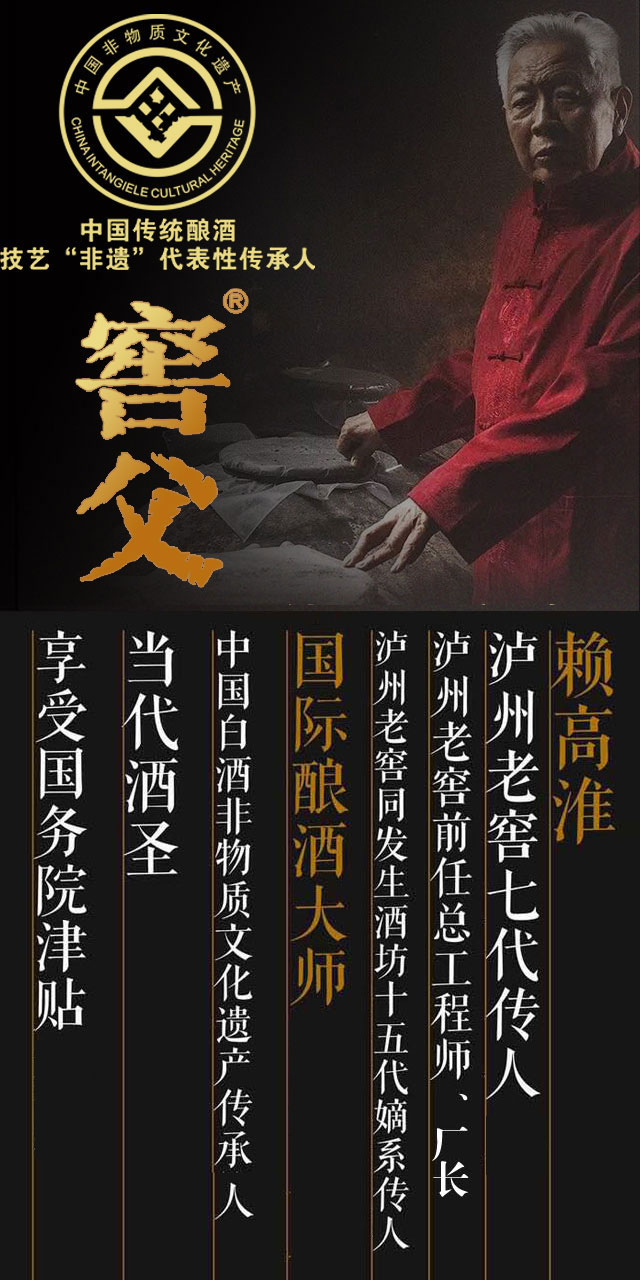 中国非物质文化遗产
CHINA INTANGIELE CULTURAL HERITAGE
中国传统酿酒
技艺“非遗”代表性传承人
窖父®
赖高淮
泸州老窖七代传人
泸州老窖前任总工程师、厂长
泸州老窖同发生酒坊十五代嫡系传人
国际酿酒大师
中国白酒非物质文化遗产传承人
当代酒圣
享受国务院津贴